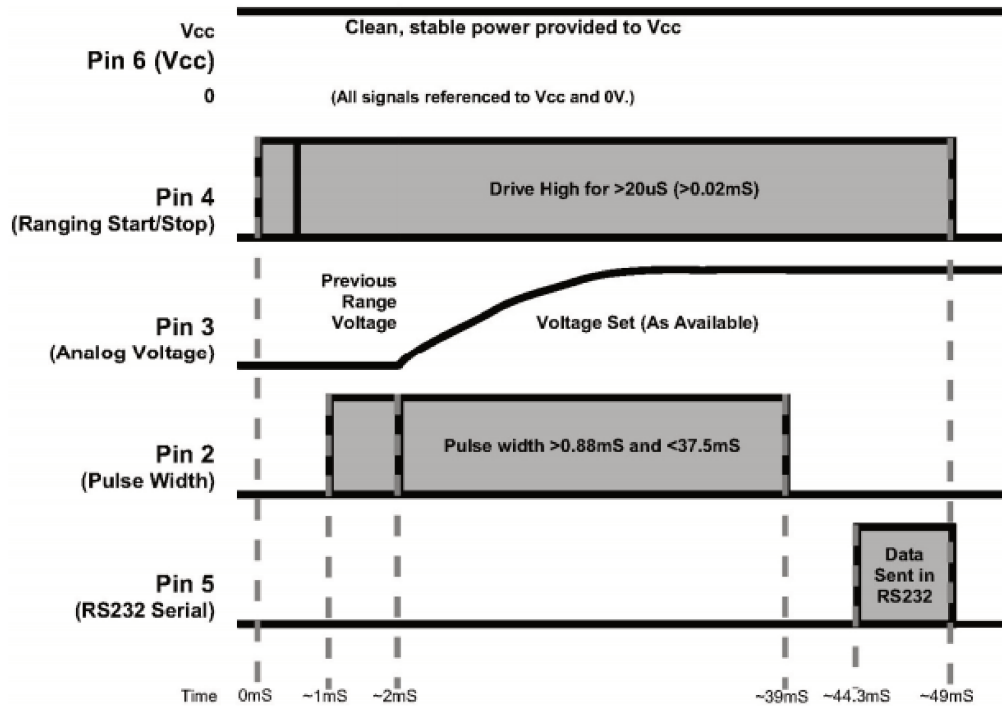 Vcc
Clean, stable power provided to Vcc
Pin 6 (Vcc)
0
(All signals referenced to Vcc and 0V.)
Pin 4
(Ranging Start/Stop)
Drive High for >20uS (>0.02mS)
Previous
Range
Voltage
Pin 3
(Analog Voltage)
Voltage Set (As Available)
Pin 2
(Pulse Width)
Pulse width >0.88mS and <37.5mS
Pin 5
(RS232 Serial)
Data
Sent in
RS232
Time 0mS ~1mS ~2mS ~39mS ~44.3mS ~49mS